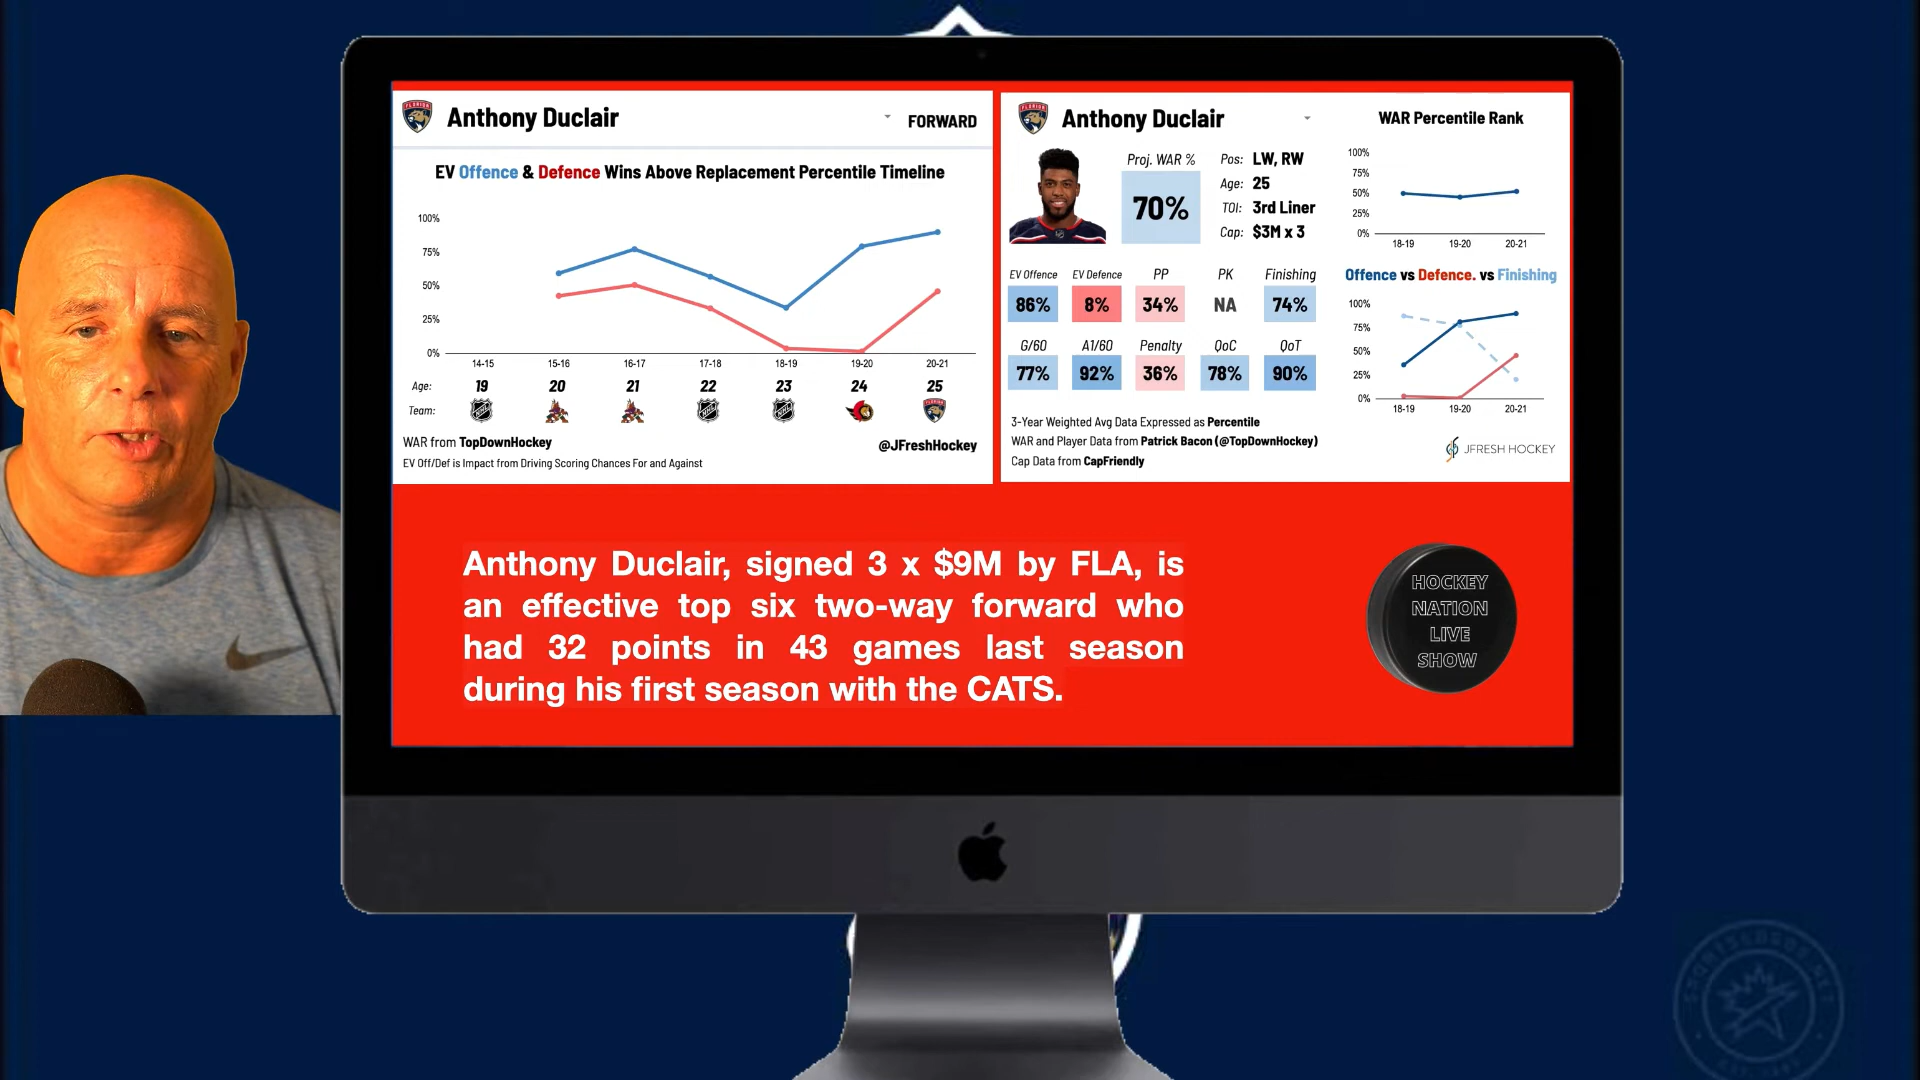 Anthony Duclair
FORWARD
EV Offence & Defence Wins Above Replacement Percentile Timeline
100%
75%
50%
25%
0%
14-15 15-16 16-17 17-18 18-19 19-20 20-21
Age: 19 20 21 22 23 24 25
Team:
WAR from TopDownHockey
@JFreshHockey
EV Off/Def is Impact from Driving Scoring Chances For and Against
Anthony Duclair
Proj. WAR %
70%
Pos: LW, RW
Age: 25
TOI: 3rd Liner
Cap: $3M x 3
EV Offence EV Defence PP PK Finishing
86% 8% 34% NA 74%
G/60 A1/60 Penalty QoC QoT
77% 92% 36% 78% 90%
3-Year Weighted Avg Data Expressed as Percentile
WAR and Player Data from Patrick Bacon (@TopDownHockey)
Cap Data from CapFriendly
WAR Percentile Rank
100%
75%
50%
25%
0%
18-19 19-20 20-21
Offence vs Defence. vs Finishing
100%
75%
50%
25%
0%
18-19 19-20 20-21
JFRESH HOCKEY
Anthony Duclair, signed 3 x $9M by FLA, is
an effective top six two-way forward who
had 32 points in 43 games last season
during his first season with the CATS.
HOCKEY
NATION
LIVE
SHOW